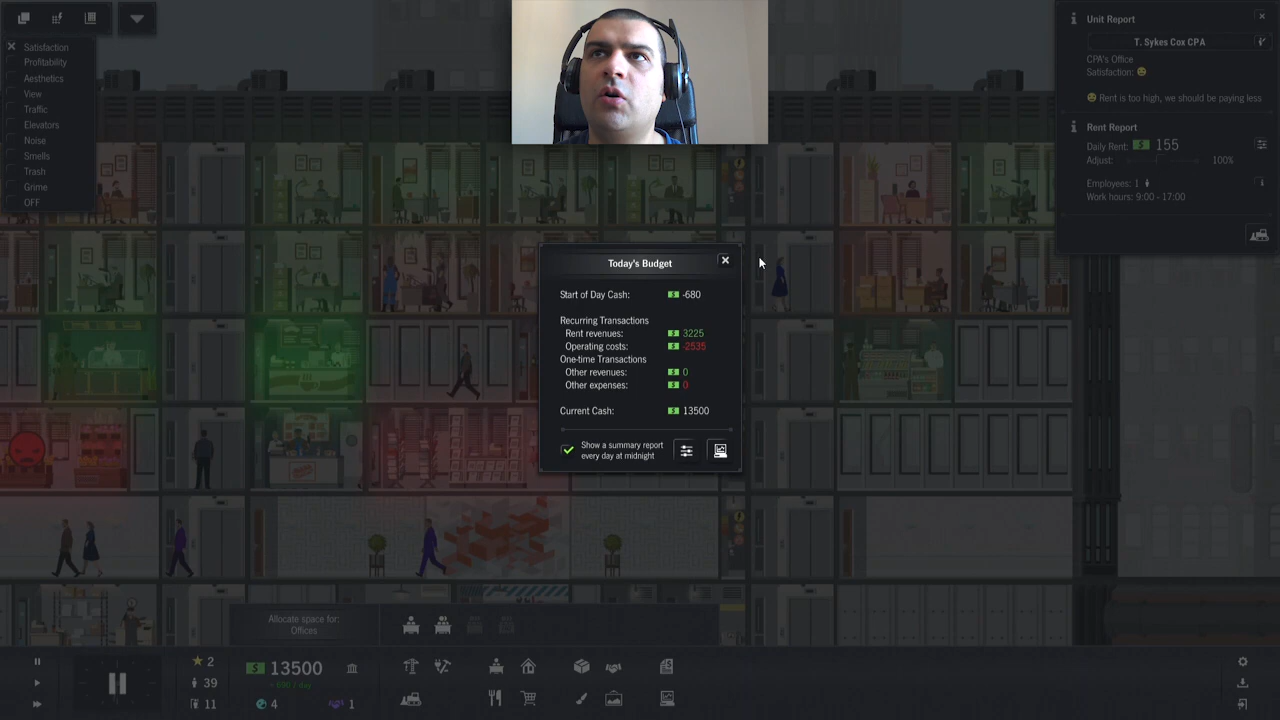 Satisfaction
Profitability
Aesthetics
View
Traffic
Elevators
Noise
Smells
Trash
Grime
OFF
Unit Report
T. Sykes Cox CPA
CPA's Office
Satisfaction:
Rent is too high, we should be paying less
Rent Report
Daily Rent: 155
Adjust: 100%
Employees: 1
Work hours: 9:00 - 17:00
Today's Budget
Start of Day Cash: -680
Recurring Transactions
Rent revenues: 3225
Operating costs: -2535
One-time Transactions
Other revenues: 0
Other expenses: 0
Current Cash: 13500
Show a summary report
every day at midnight
Allocate space for:
Offices
2
39
11
13500
+ 690 / day
4
1